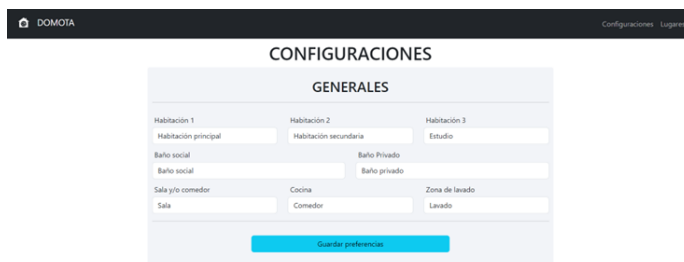 DOMOTA Configuraciones Lugares
CONFIGURACIONES
GENERALES
Habitación 1 Habitación 2 Habitación 3
Habitación principal Habitación secundaria Estudio
Baño social Baño Privado
Baño social Baño privado
Sala y/o comedor Cocina Zona de lavado
Sala Comedor Lavado
Guardar preferencias